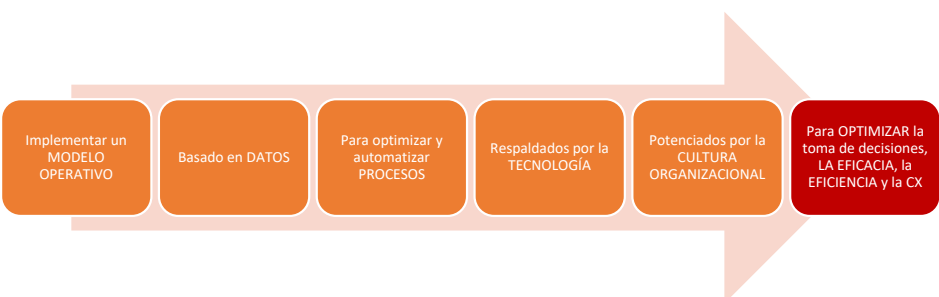 Implementar un
MODELO
OPERATIVO
Basado en DATOS
Para optimizar y
automatizar
PROCESOS
Respaldados por la
TECNOLOGÍA
Potenciados por la
CULTURA
ORGANIZACIONAL
Para OPTIMIZAR la
toma de decisiones,
LA EFICACIA, la
EFICIENCIA y la CX